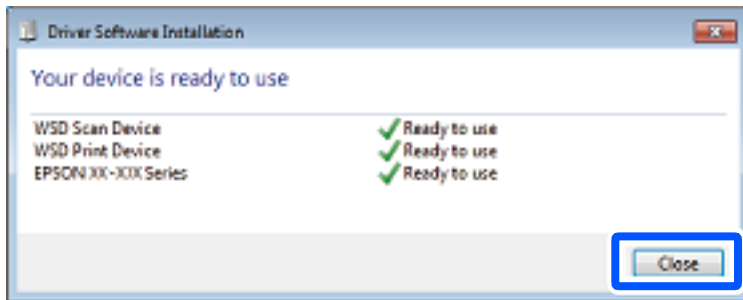 Driver Software Installation
Your device is ready to use
WSD Scan Device Ready to use
WSD Print Device Ready to use
EPSON XX-XXX Series Ready to use
Close